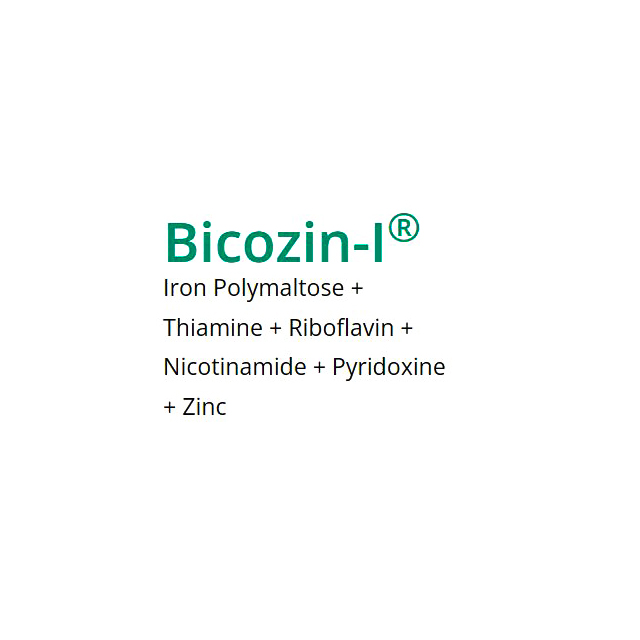 Bicozin-I®
Iron Polymaltose +
Thiamine + Riboflavin +
Nicotinamide + Pyridoxine
+ Zinc